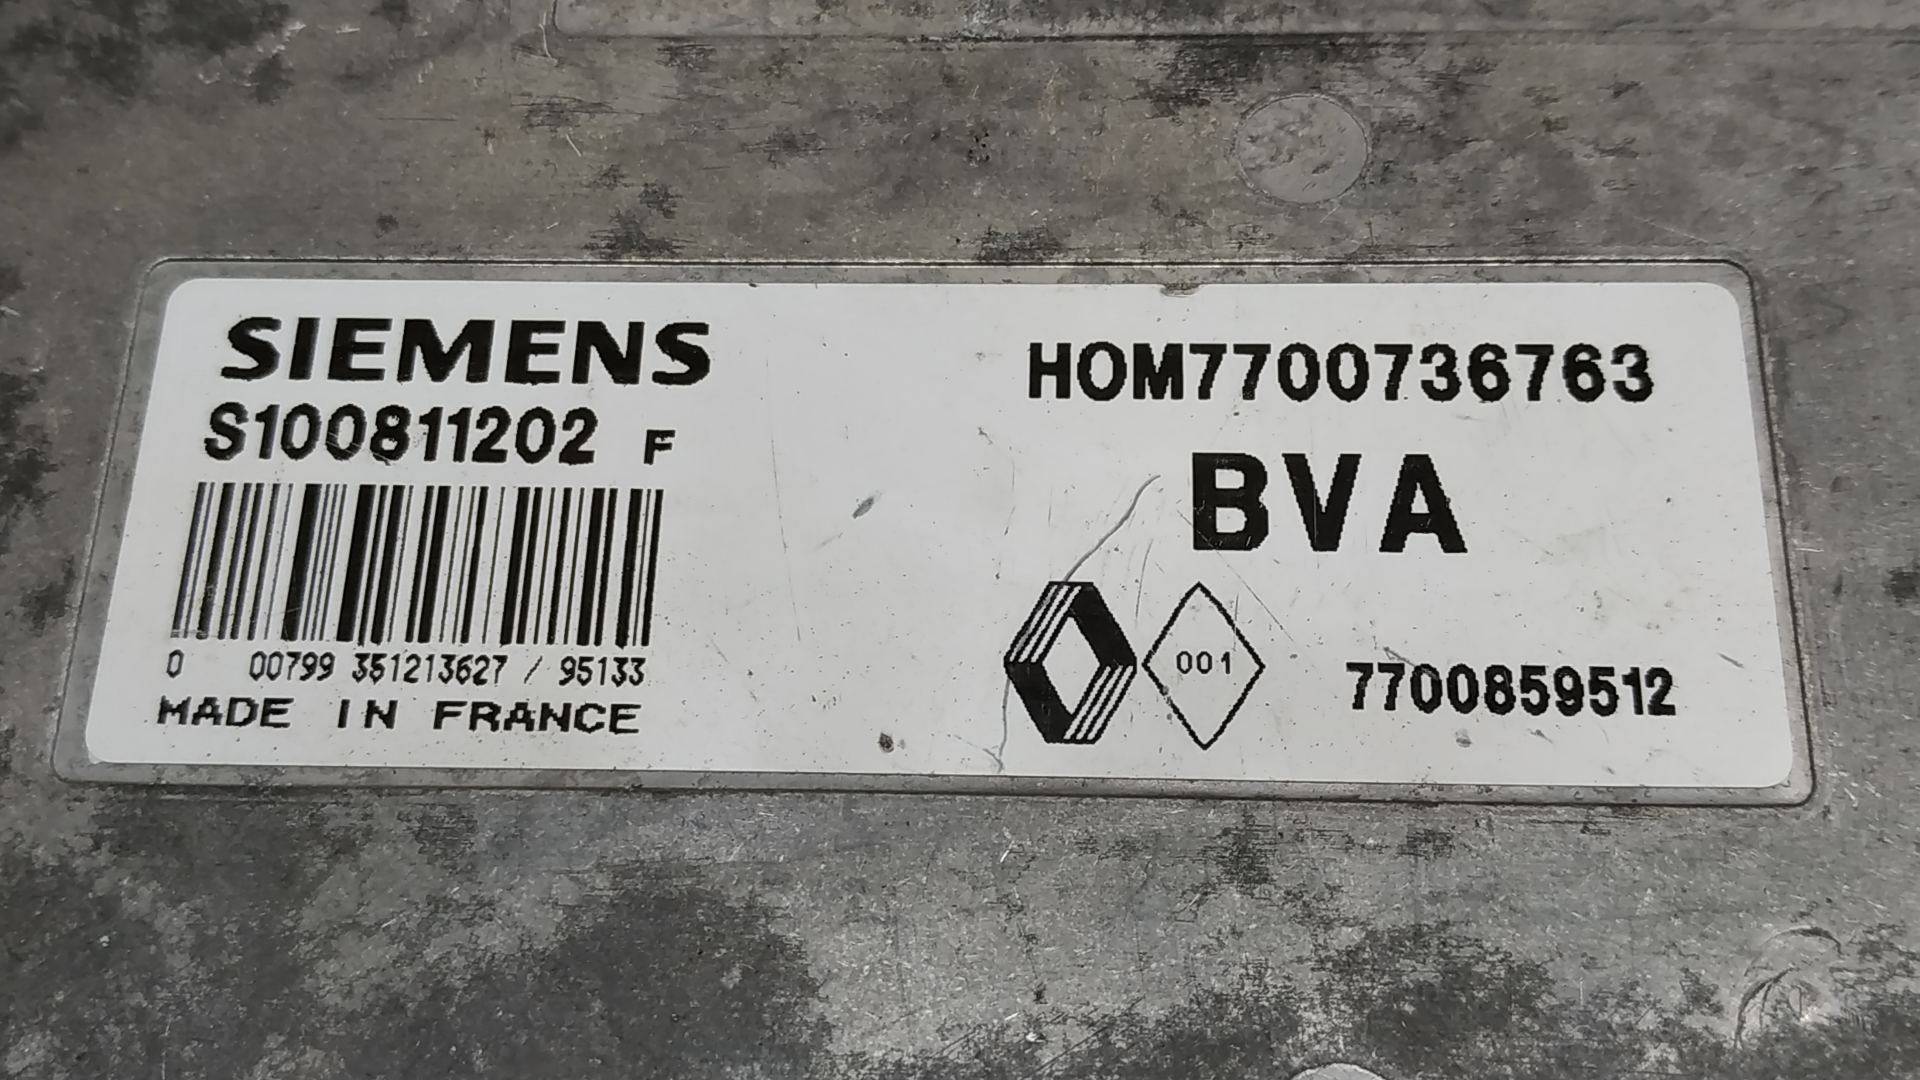 SIEMENS
S100811202 F
0 00799 351213627 / 95133
MADE IN FRANCE
HOM7700736763
BVA
001
7700859512